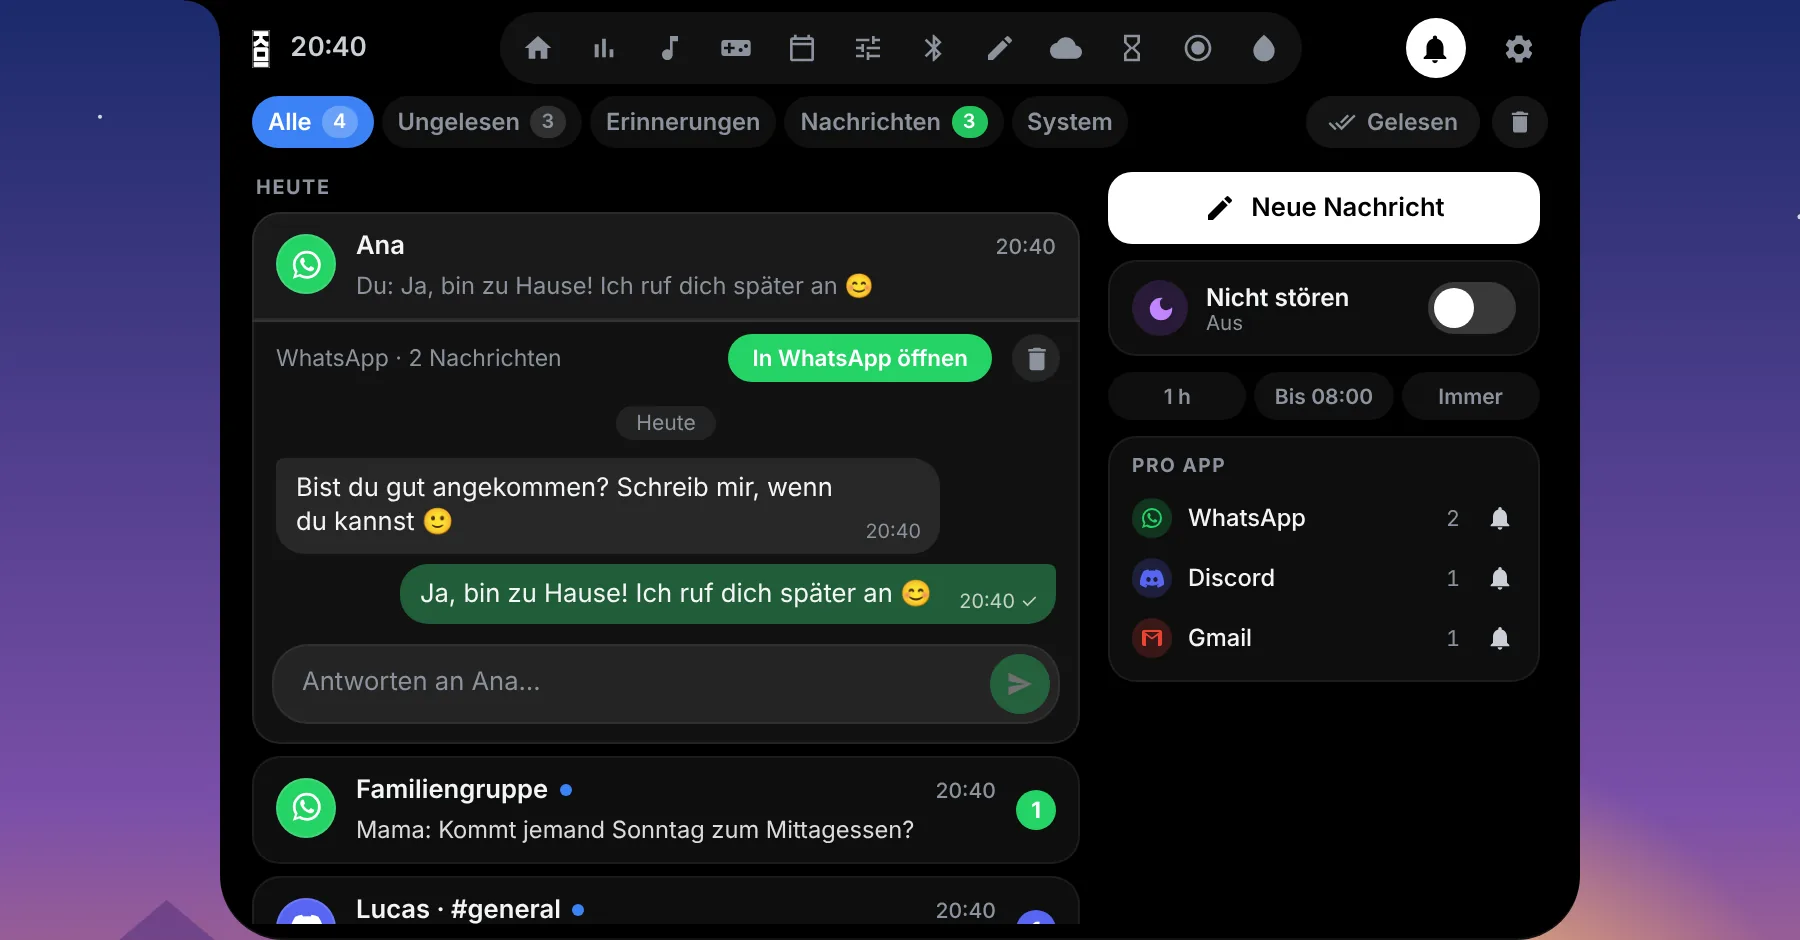 20:40
Alle 4
Ungelesen 3
Erinnerungen
Nachrichten 3
System
Gelesen
HEUTE
Ana
20:40
Du: Ja, bin zu Hause! Ich ruf dich später an 😊
WhatsApp · 2 Nachrichten
In WhatsApp öffnen
Heute
Bist du gut angekommen? Schreib mir, wenn
du kannst 🙂
20:40
Ja, bin zu Hause! Ich ruf dich später an 😊
20:40 ✓
Antworten an Ana...
Familiengruppe
20:40
Mama: Kommt jemand Sonntag zum Mittagessen?
1
Lucas · #general
20:40
Neue Nachricht
Nicht stören
Aus
1 h
Bis 08:00
Immer
PRO APP
WhatsApp 2
Discord 1
Gmail 1